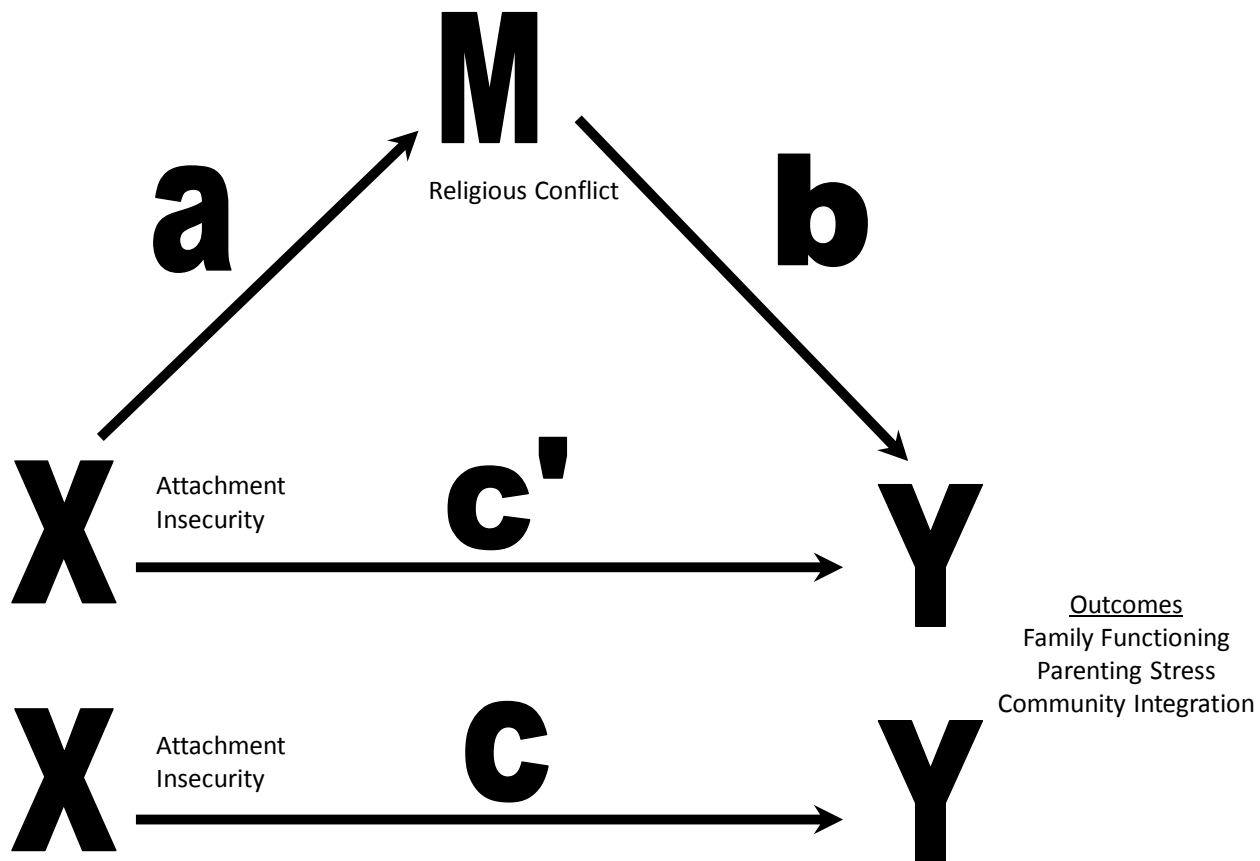 M
Religious Conflict
a
b
X
Attachment
Insecurity
c'
Y
Outcomes
Family Functioning
Parenting Stress
Community Integration
X
Attachment
Insecurity
c
Y